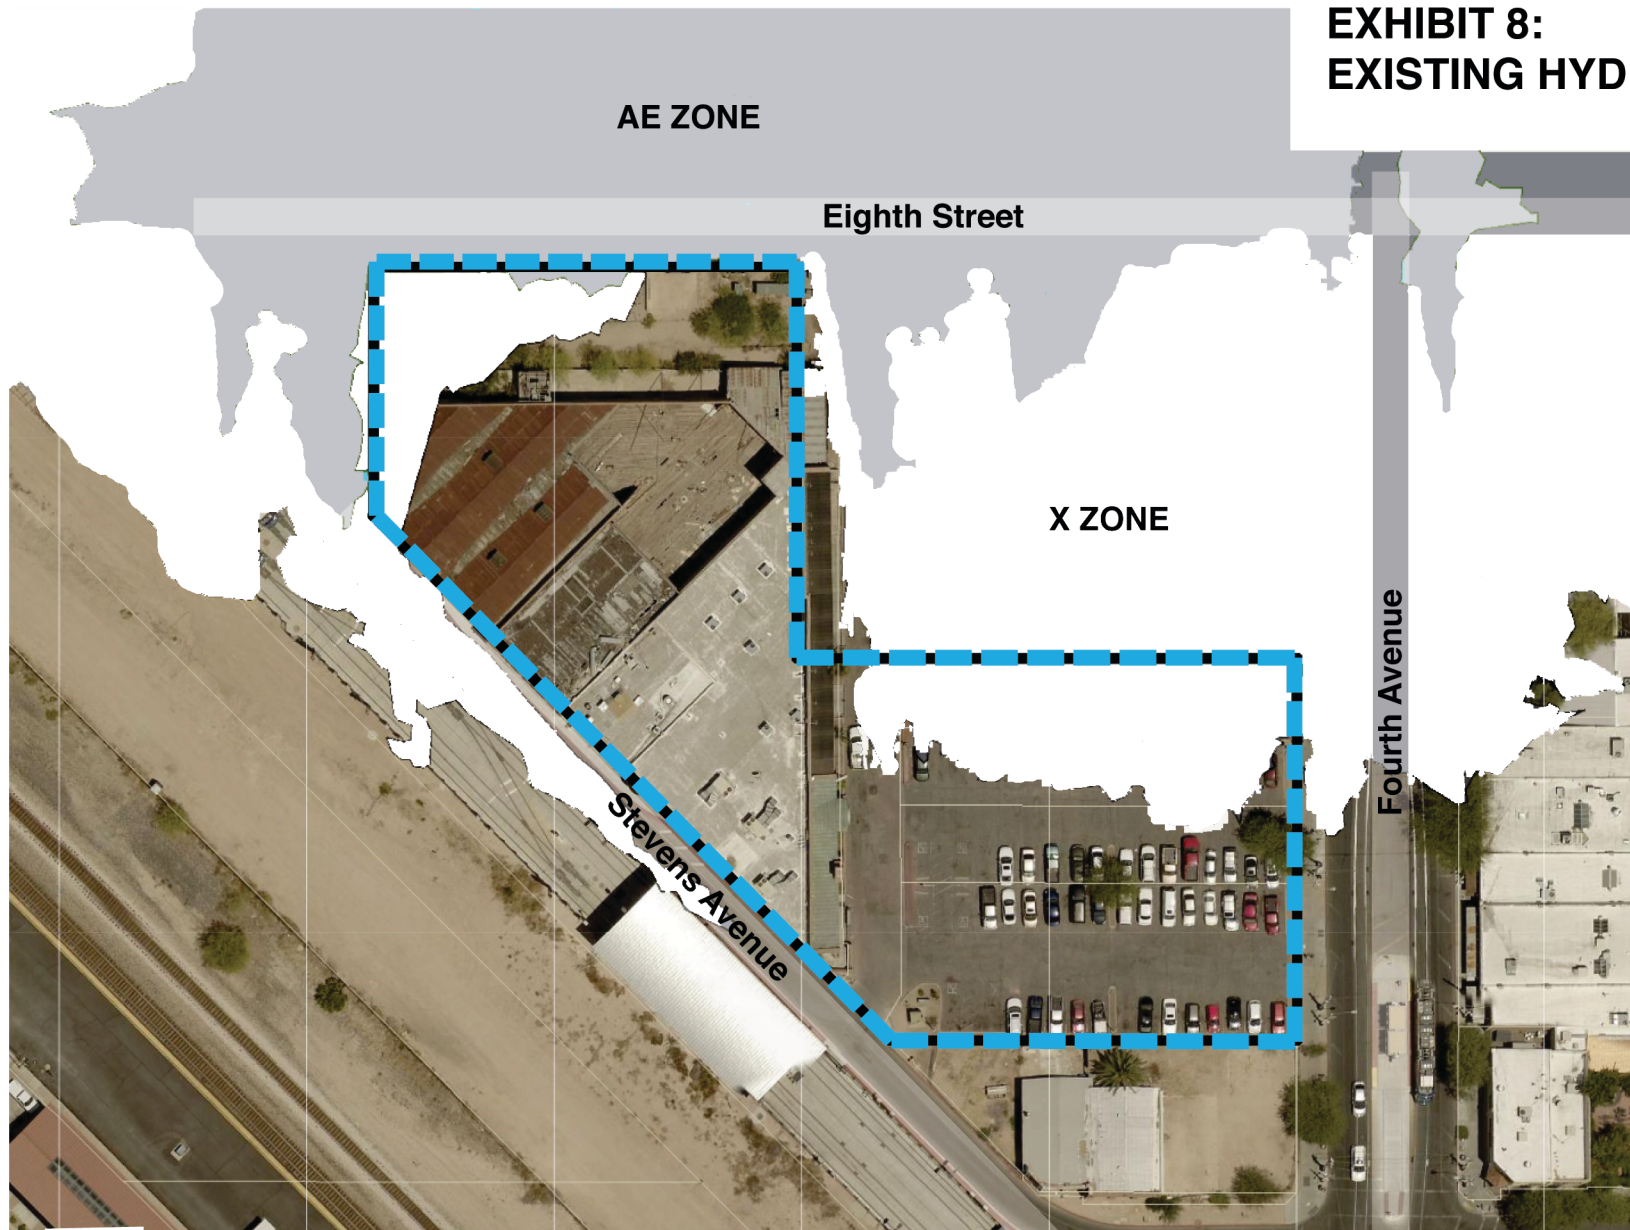 EXHIBIT 8:
EXISTING HYD
AE ZONE
Eighth Street
X ZONE
Fourth Avenue
Stevens Avenue